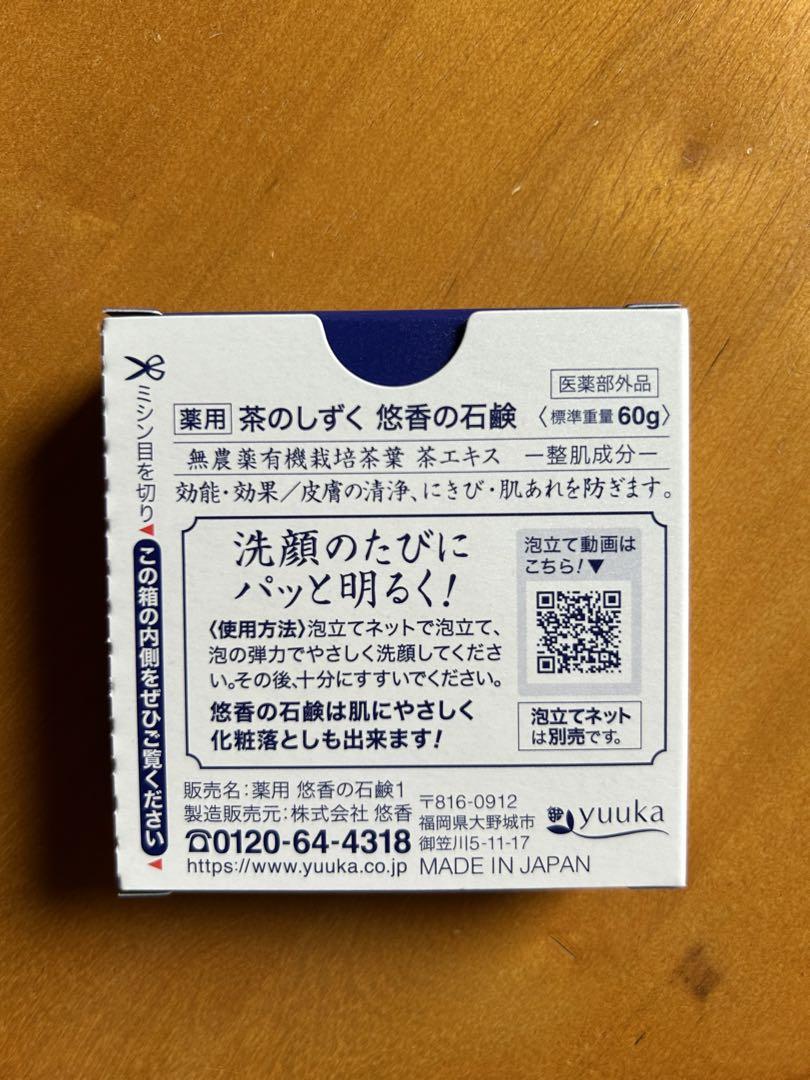 医薬部外品
薬用 茶のしずく 悠香の石鹸 〈標準重量60g〉
無農薬有機栽培茶葉 茶エキス ー整肌成分ー
効能・効果／皮膚の清浄、にきび・肌あれを防ぎます。
洗顔のたびに
パッと明るく！
〈使用方法〉泡立てネットで泡立て、
泡の弾力でやさしく洗顔してくださ
い。その後、十分にすすいでください。
悠香の石鹸は肌にやさしく
化粧落としも出来ます！
泡立て動画は
こちら！▼
泡立てネット
は別売です。
販売名：薬用 悠香の石鹸1
製造販売元：株式会社 悠香
☎0120-64-4318
https://www.yuuka.co.jp
〒816-0912
福岡県大野城市
御笠川5-11-17
MADE IN JAPAN
yuuka
ミシン目を切り
この箱の内側をぜひご覧ください